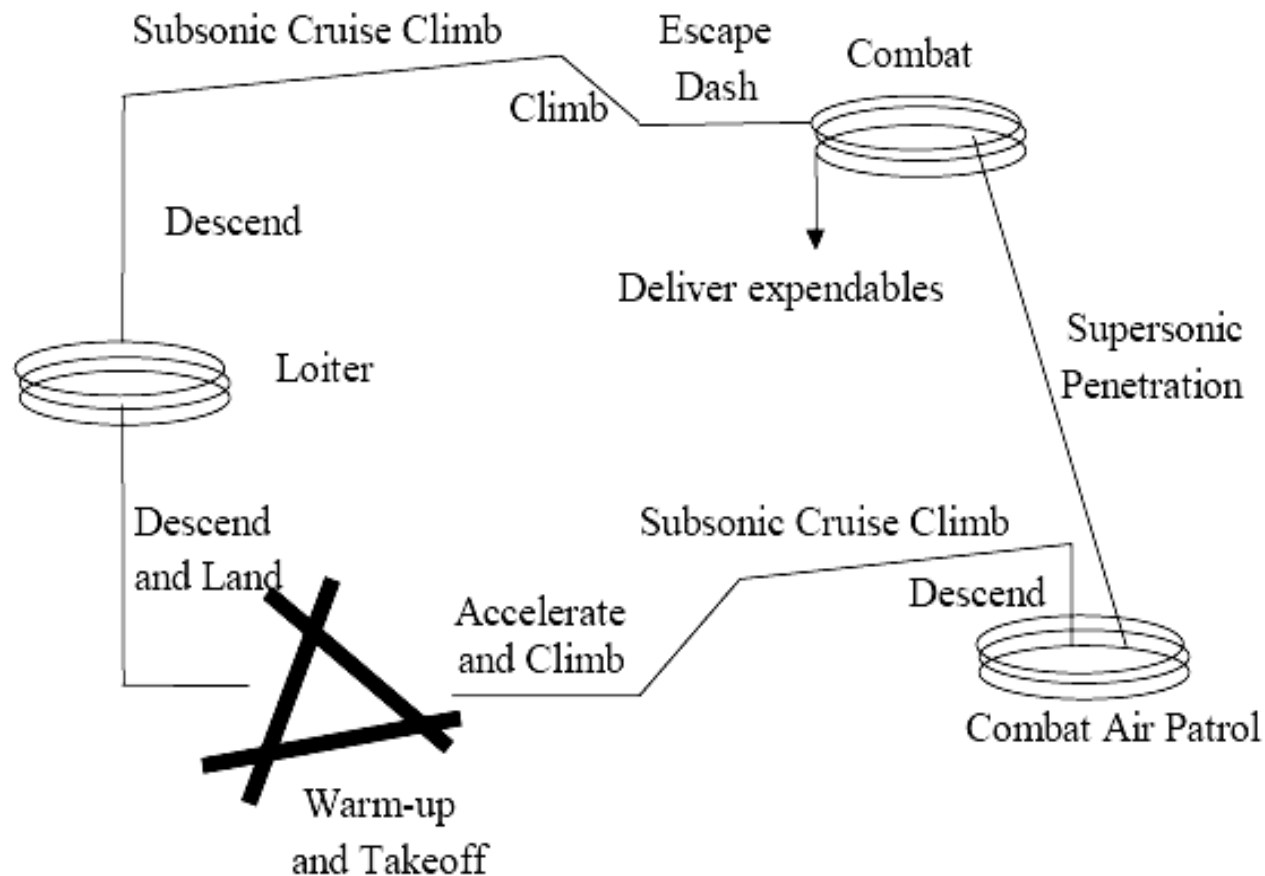 Subsonic Cruise Climb
Escape
Dash
Combat
Climb
Descend
Deliver expendables
Supersonic
Penetration
Loiter
Descend
and Land
Subsonic Cruise Climb
Accelerate
and Climb
Descend
Combat Air Patrol
Warm-up
and Takeoff